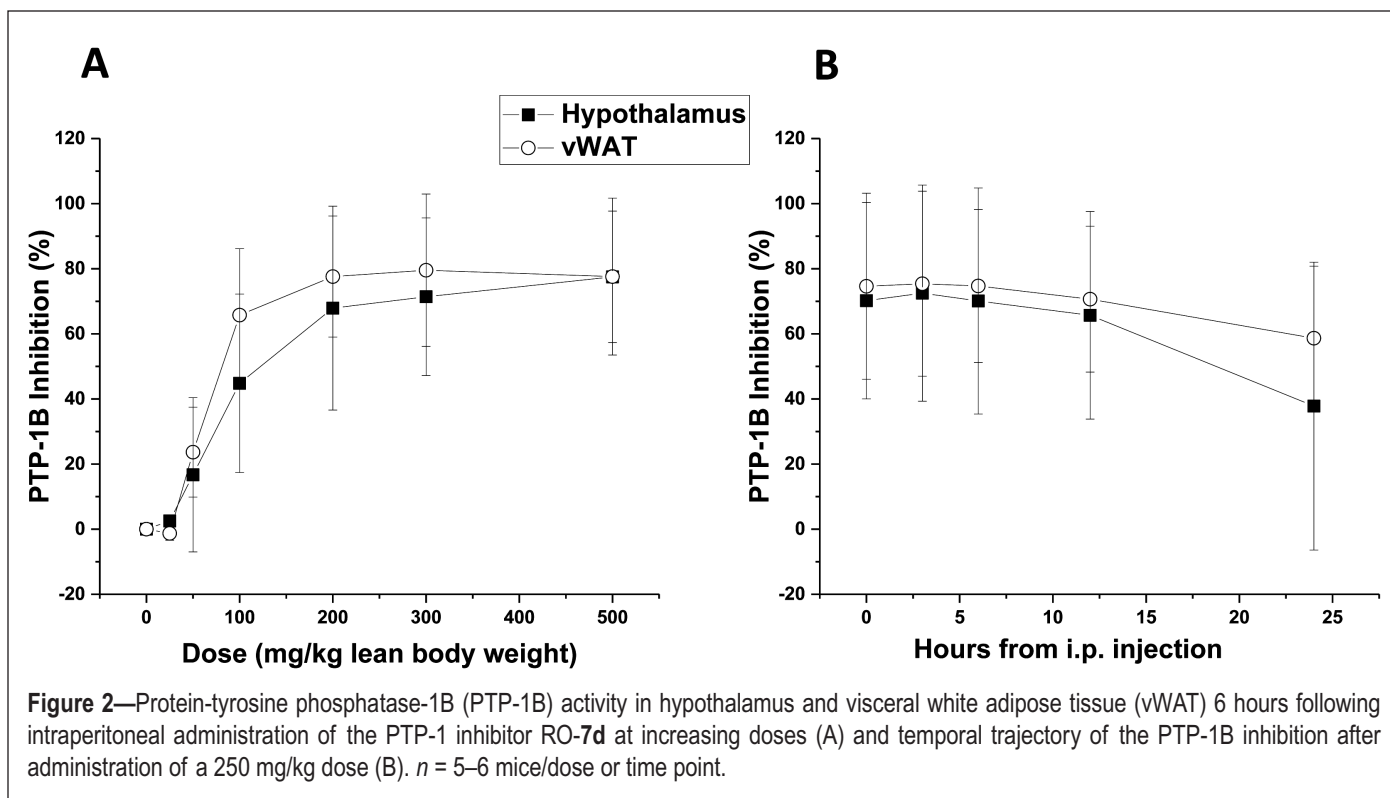 A
B
Hypothalamus
vWAT
120
100
80
60
40
20
0
-20
PTP-1B Inhibition (%)
0
100
200
300
400
500
Dose (mg/kg lean body weight)
120
100
80
60
40
20
0
-20
PTP-1B Inhibition (%)
0
5
10
15
20
25
Hours from i.p. injection
Figure 2—Protein-tyrosine phosphatase-1B (PTP-1B) activity in hypothalamus and visceral white adipose tissue (vWAT) 6 hours following
intraperitoneal administration of the PTP-1 inhibitor RO-7d at increasing doses (A) and temporal trajectory of the PTP-1B inhibition after
administration of a 250 mg/kg dose (B). n = 5–6 mice/dose or time point.